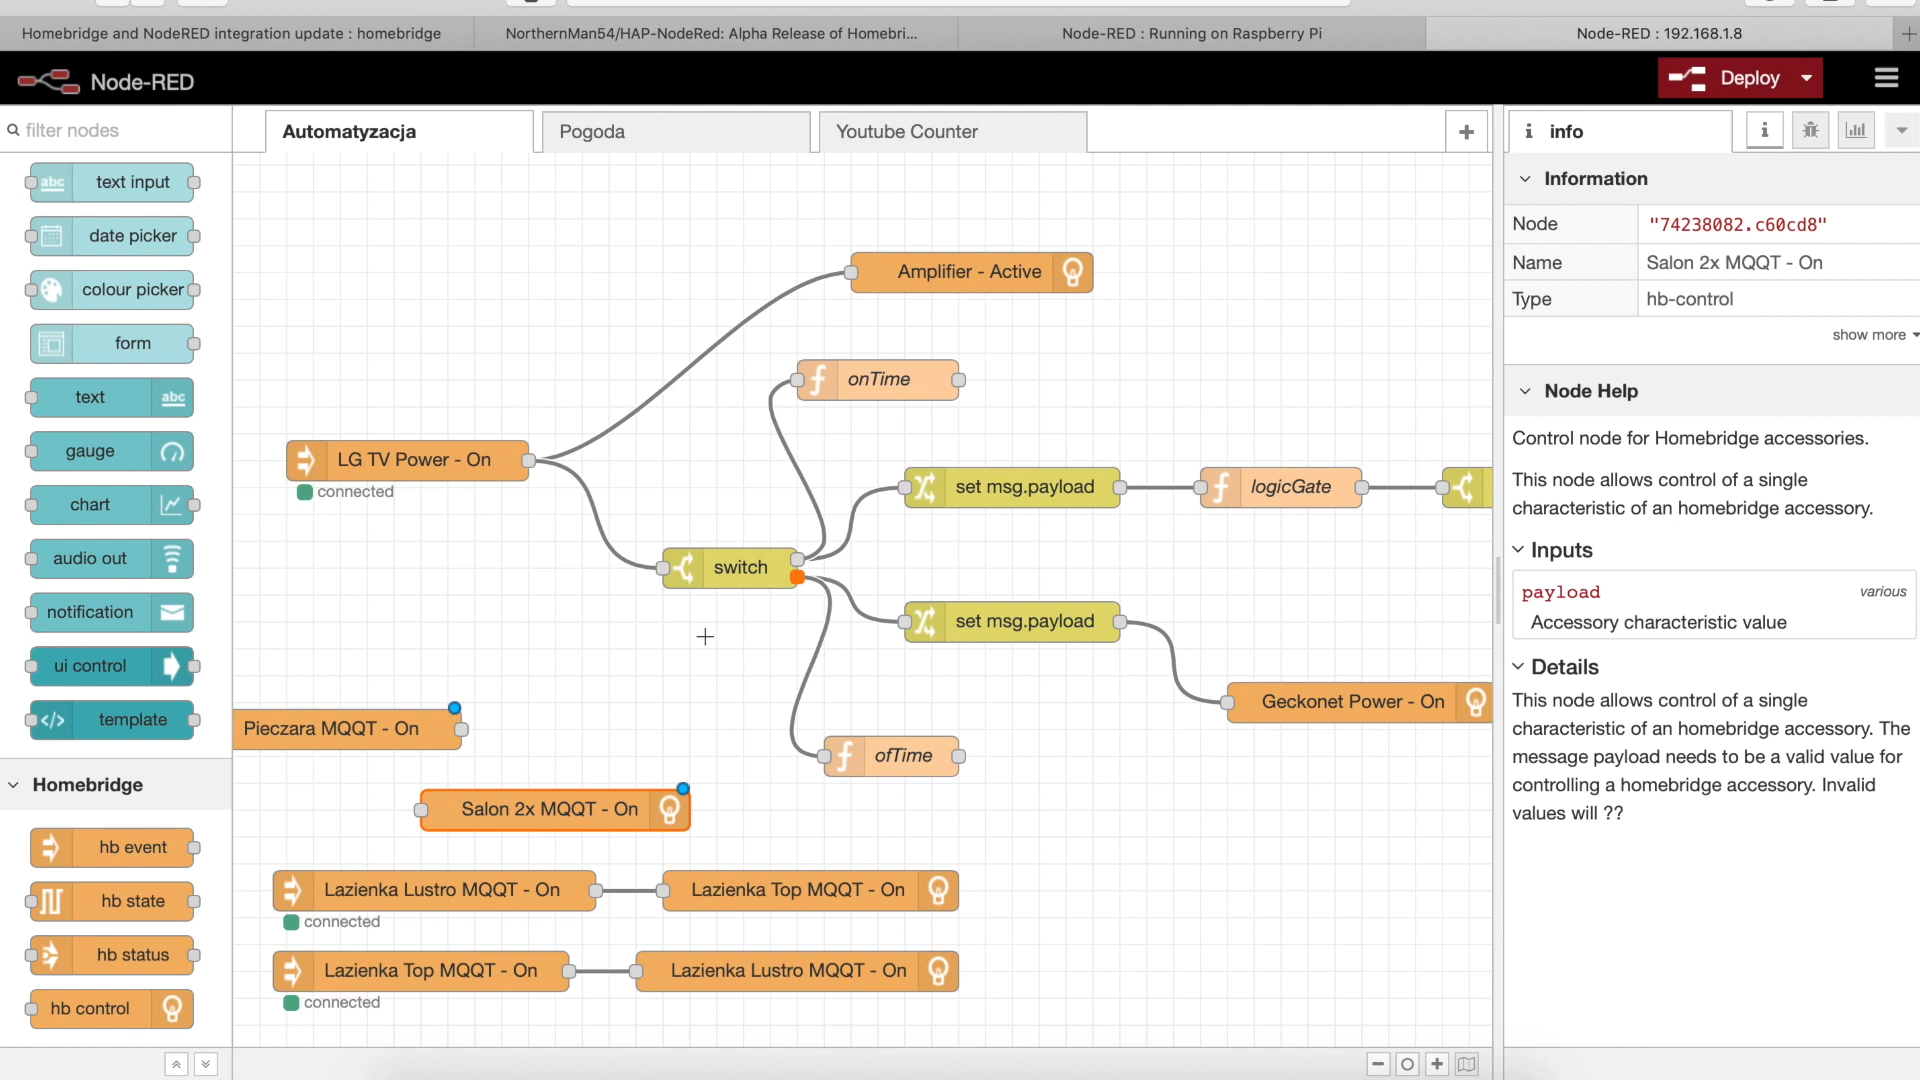 Homebridge and NodeRED integration update : homebridge
NorthernMan54/HAP-NodeRed: Alpha Release of Homebri...
Node-RED : Running on Raspberry Pi
Node-RED : 192.168.1.8
Node-RED
Deploy
filter nodes
Automatyzacja
Pogoda
Youtube Counter
i info
i
abc text input
date picker
colour picker
form
text abc
gauge
chart
audio out
notification
ui control
</> template
Homebridge
hb event
hb state
hb status
hb control
Amplifier - Active
onTime
LG TV Power - On
connected
set msg.payload
logicGate
switch
set msg.payload
Geckonet Power - On
Pieczara MQQT - On
ofTime
Salon 2x MQQT - On
Lazienka Lustro MQQT - On
Lazienka Top MQQT - On
connected
Lazienka Top MQQT - On
Lazienka Lustro MQQT - On
connected
Information
Node "74238082.c60cd8"
Name Salon 2x MQQT - On
Type hb-control
show more
Node Help
Control node for Homebridge accessories.
This node allows control of a single
characteristic of an homebridge accessory.
Inputs
payload various
Accessory characteristic value
Details
This node allows control of a single
characteristic of an homebridge accessory. The
message payload needs to be a valid value for
controlling a homebridge accessory. Invalid
values will ??